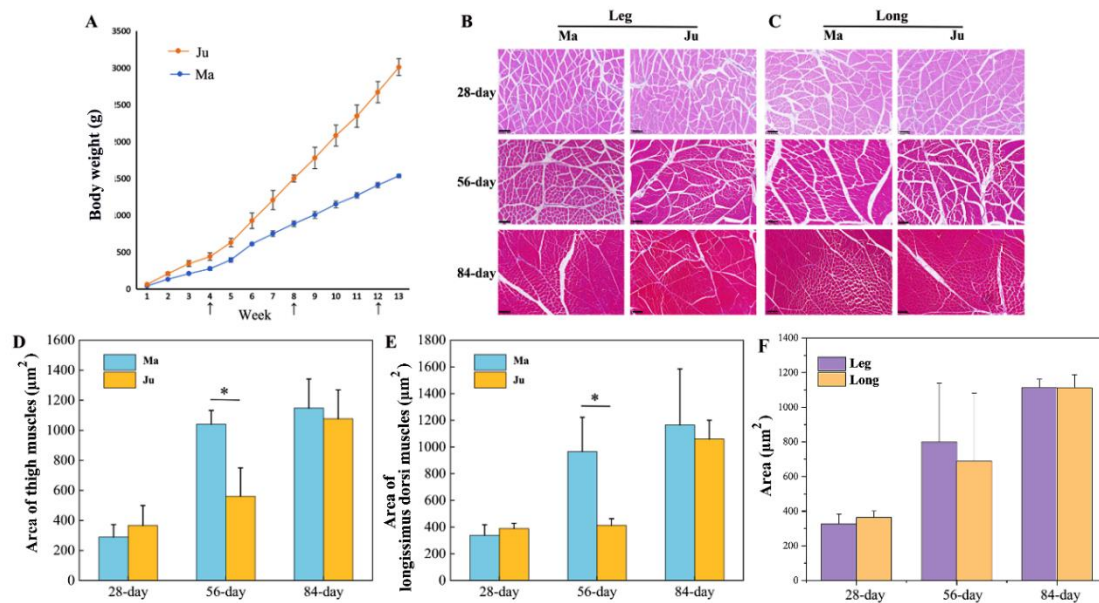 A
3500
3000
2500
2000
1500
1000
500
0
Body weight (g)
Ju
Ma
1 2 3 4 5 6 7 8 9 10 11 12 13
↑ ↑ ↑
Week
B C
Leg Long
Ma Ju Ma Ju
28-day
56-day
84-day
D
1600
1400
1200
1000
800
600
400
200
0
Area of thigh muscles (μm²)
Ma
Ju
*
28-day 56-day 84-day
E
1800
1600
1400
1200
1000
800
600
400
200
0
Area of
longissimus dorsi muscles (μm²)
Ma
Ju
*
28-day 56-day 84-day
F
1400
1200
1000
800
600
400
200
0
Area (μm²)
Leg
Long
28-day 56-day 84-day